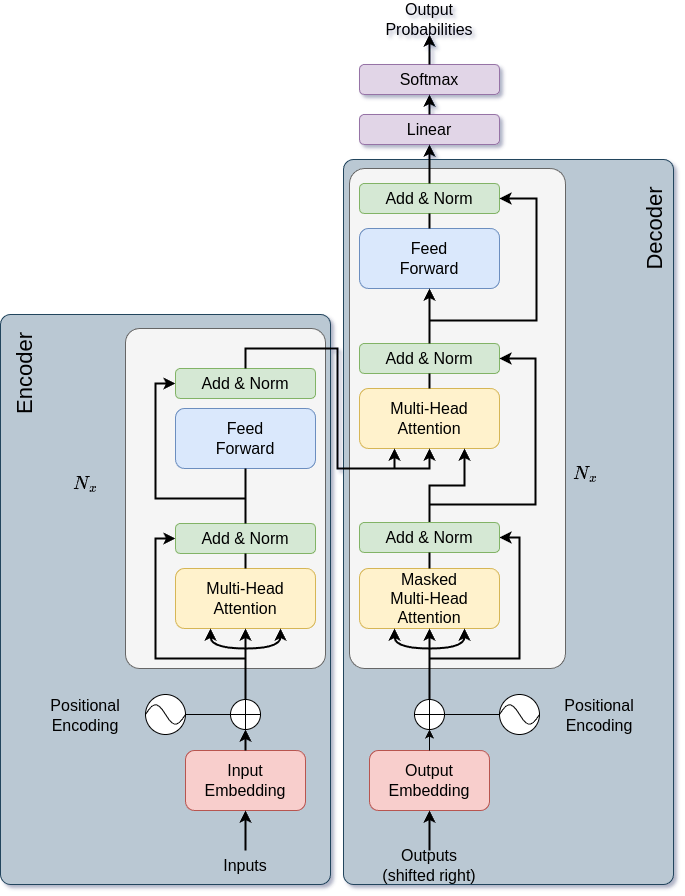 Output
Probabilities
Softmax
Linear
Decoder
Add & Norm
Feed
Forward
Add & Norm
Multi-Head
Attention
Nx
Add & Norm
Masked
Multi-Head
Attention
Positional
Encoding
Output
Embedding
Outputs
(shifted right)
Encoder
Add & Norm
Feed
Forward
Nx
Add & Norm
Multi-Head
Attention
Positional
Encoding
Input
Embedding
Inputs